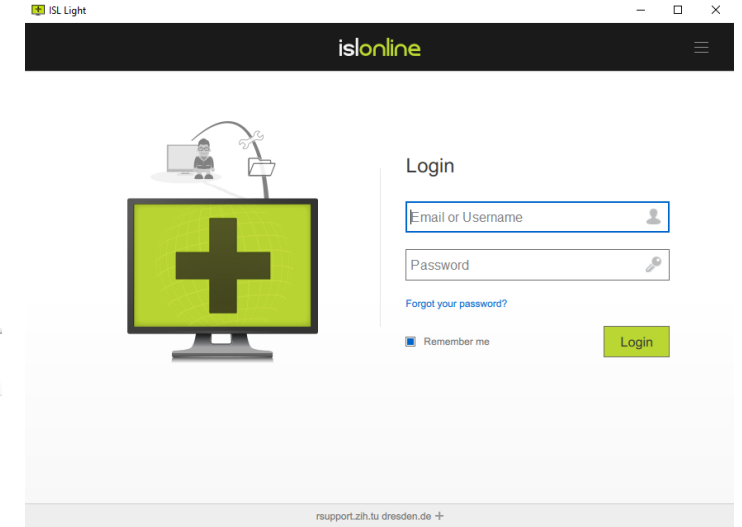 ISL Light
islonline
Login
Email or Username
Password
Forgot your password?
Remember me
Login
rsupport.zih.tu dresden.de +